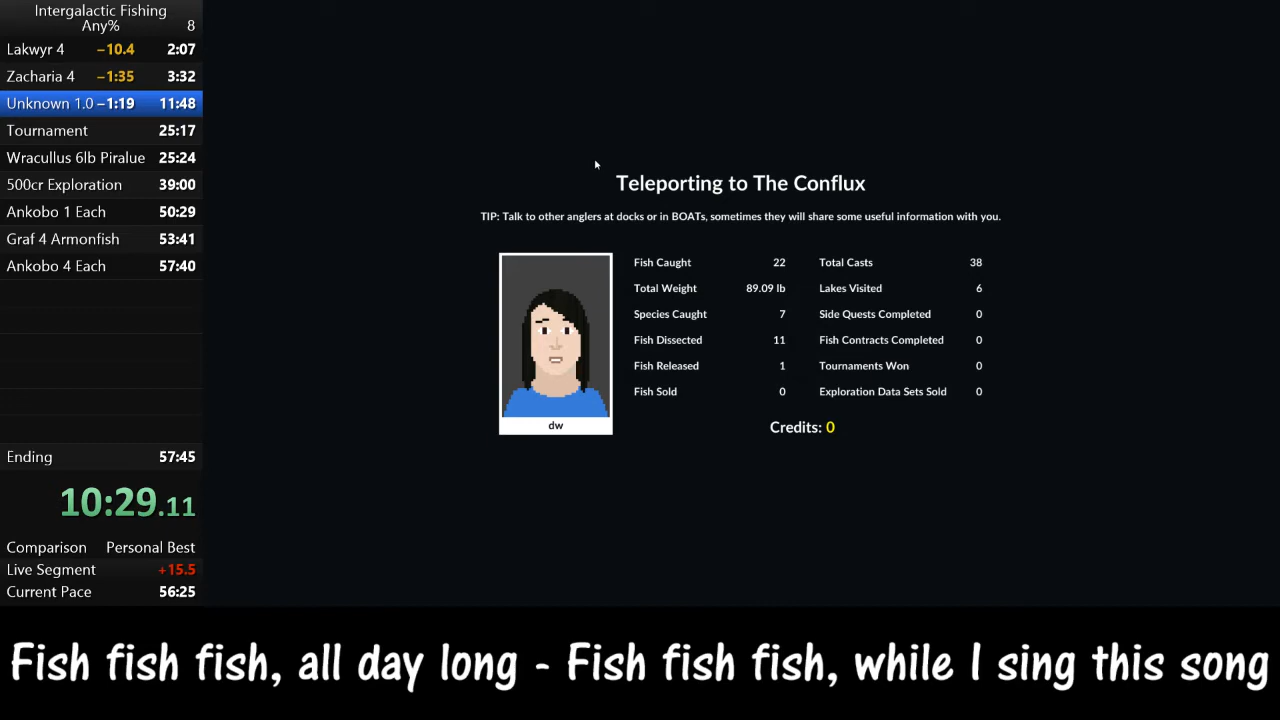 Intergalactic Fishing
Any% 8
Lakwyr 4 −10.4 2:07
Zacharia 4 −1:35 3:32
Unknown 1.0 −1:19 11:48
Tournament 25:17
Wracullus 6lb Piralue 25:24
500cr Exploration 39:00
Ankobo 1 Each 50:29
Graf 4 Armonfish 53:41
Ankobo 4 Each 57:40
Ending 57:45
10:29.11
Comparison Personal Best
Live Segment +15.5
Current Pace 56:25
Teleporting to The Conflux
TIP: Talk to other anglers at docks or in BOATs, sometimes they will share some useful information with you.
Fish Caught 22 Total Casts 38
Total Weight 89.09 lb Lakes Visited 6
Species Caught 7 Side Quests Completed 0
Fish Dissected 11 Fish Contracts Completed 0
Fish Released 1 Tournaments Won 0
Fish Sold 0 Exploration Data Sets Sold 0
dw
Credits: 0
Fish fish fish, all day long - Fish fish fish, while I sing this song